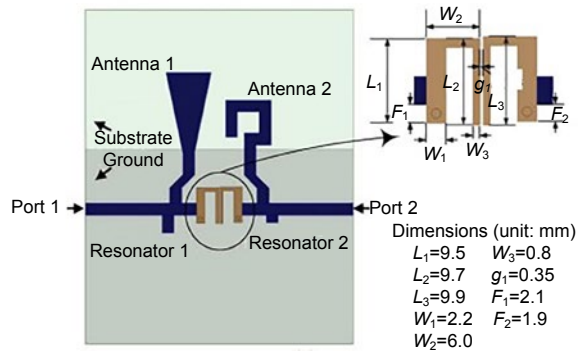 W2
Antenna 1
Antenna 2
L1
L2
g1
L3
F1
F2
W1
W3
Substrate
Ground
Port 1
Port 2
Resonator 1
Resonator 2
Dimensions (unit: mm)
L1=9.5 W3=0.8
L2=9.7 g1=0.35
L3=9.9 F1=2.1
W1=2.2 F2=1.9
W2=6.0